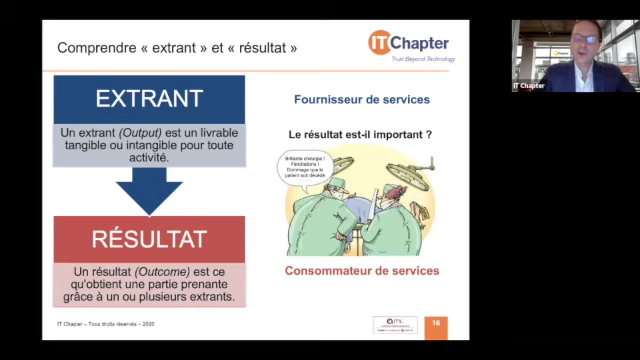 Comprendre « extrant » et « résultat »
ITChapter
Trust Beyond Technology
EXTRANT
Un extrant (Output) est un livrable
tangible ou intangible pour toute
activité.
RÉSULTAT
Un résultat (Outcome) est ce
qu'obtient une partie prenante
grâce à un ou plusieurs extrants.
Fournisseur de services
Le résultat est-il important ?
Brillante chirurgie !
Félicitations !
Dommage que le
patient soit décédé
Consommateur de services
IT Chapter – Tous droits réservés – 2020
16
IT Chapter